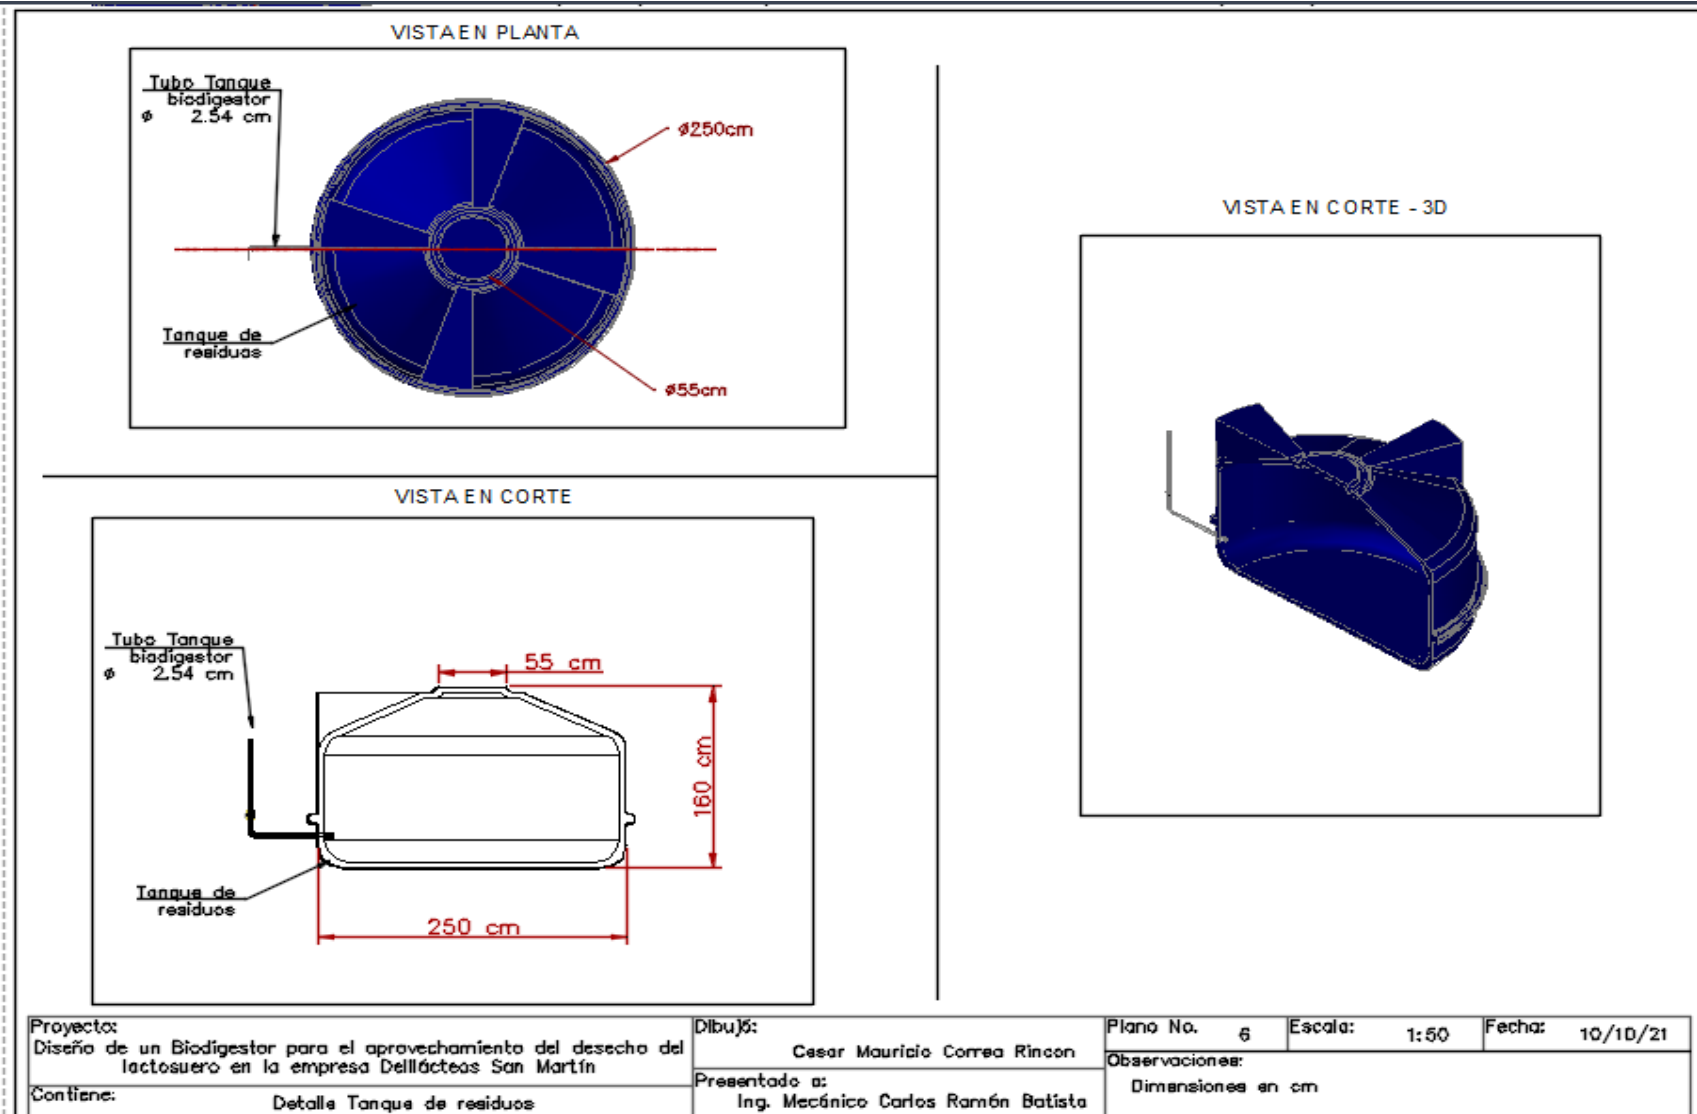 VISTA EN PLANTA
Tubo Tanque
biodigestor
ø 2.54 cm
ø250cm
Tanque de
residuos
ø55cm
VISTA EN CORTE
Tubo Tanque
biodigestor
ø 2.54 cm
55 cm
160 cm
Tanque de
residuos
250 cm
VISTA EN CORTE - 3D
Proyecto:
Diseño de un Biodigestor para el aprovechamiento del desecho del
lactosuero en la empresa Delilácteos San Martín
Contiene:
Detalle Tanque de residuos
Dibujó:
Cesar Mauricio Correa Rincon
Presentado a:
Ing. Mecánico Carlos Ramón Batista
Plano No. 6
Escala: 1:50
Fecha: 10/10/21
Observaciones:
Dimensiones en cm